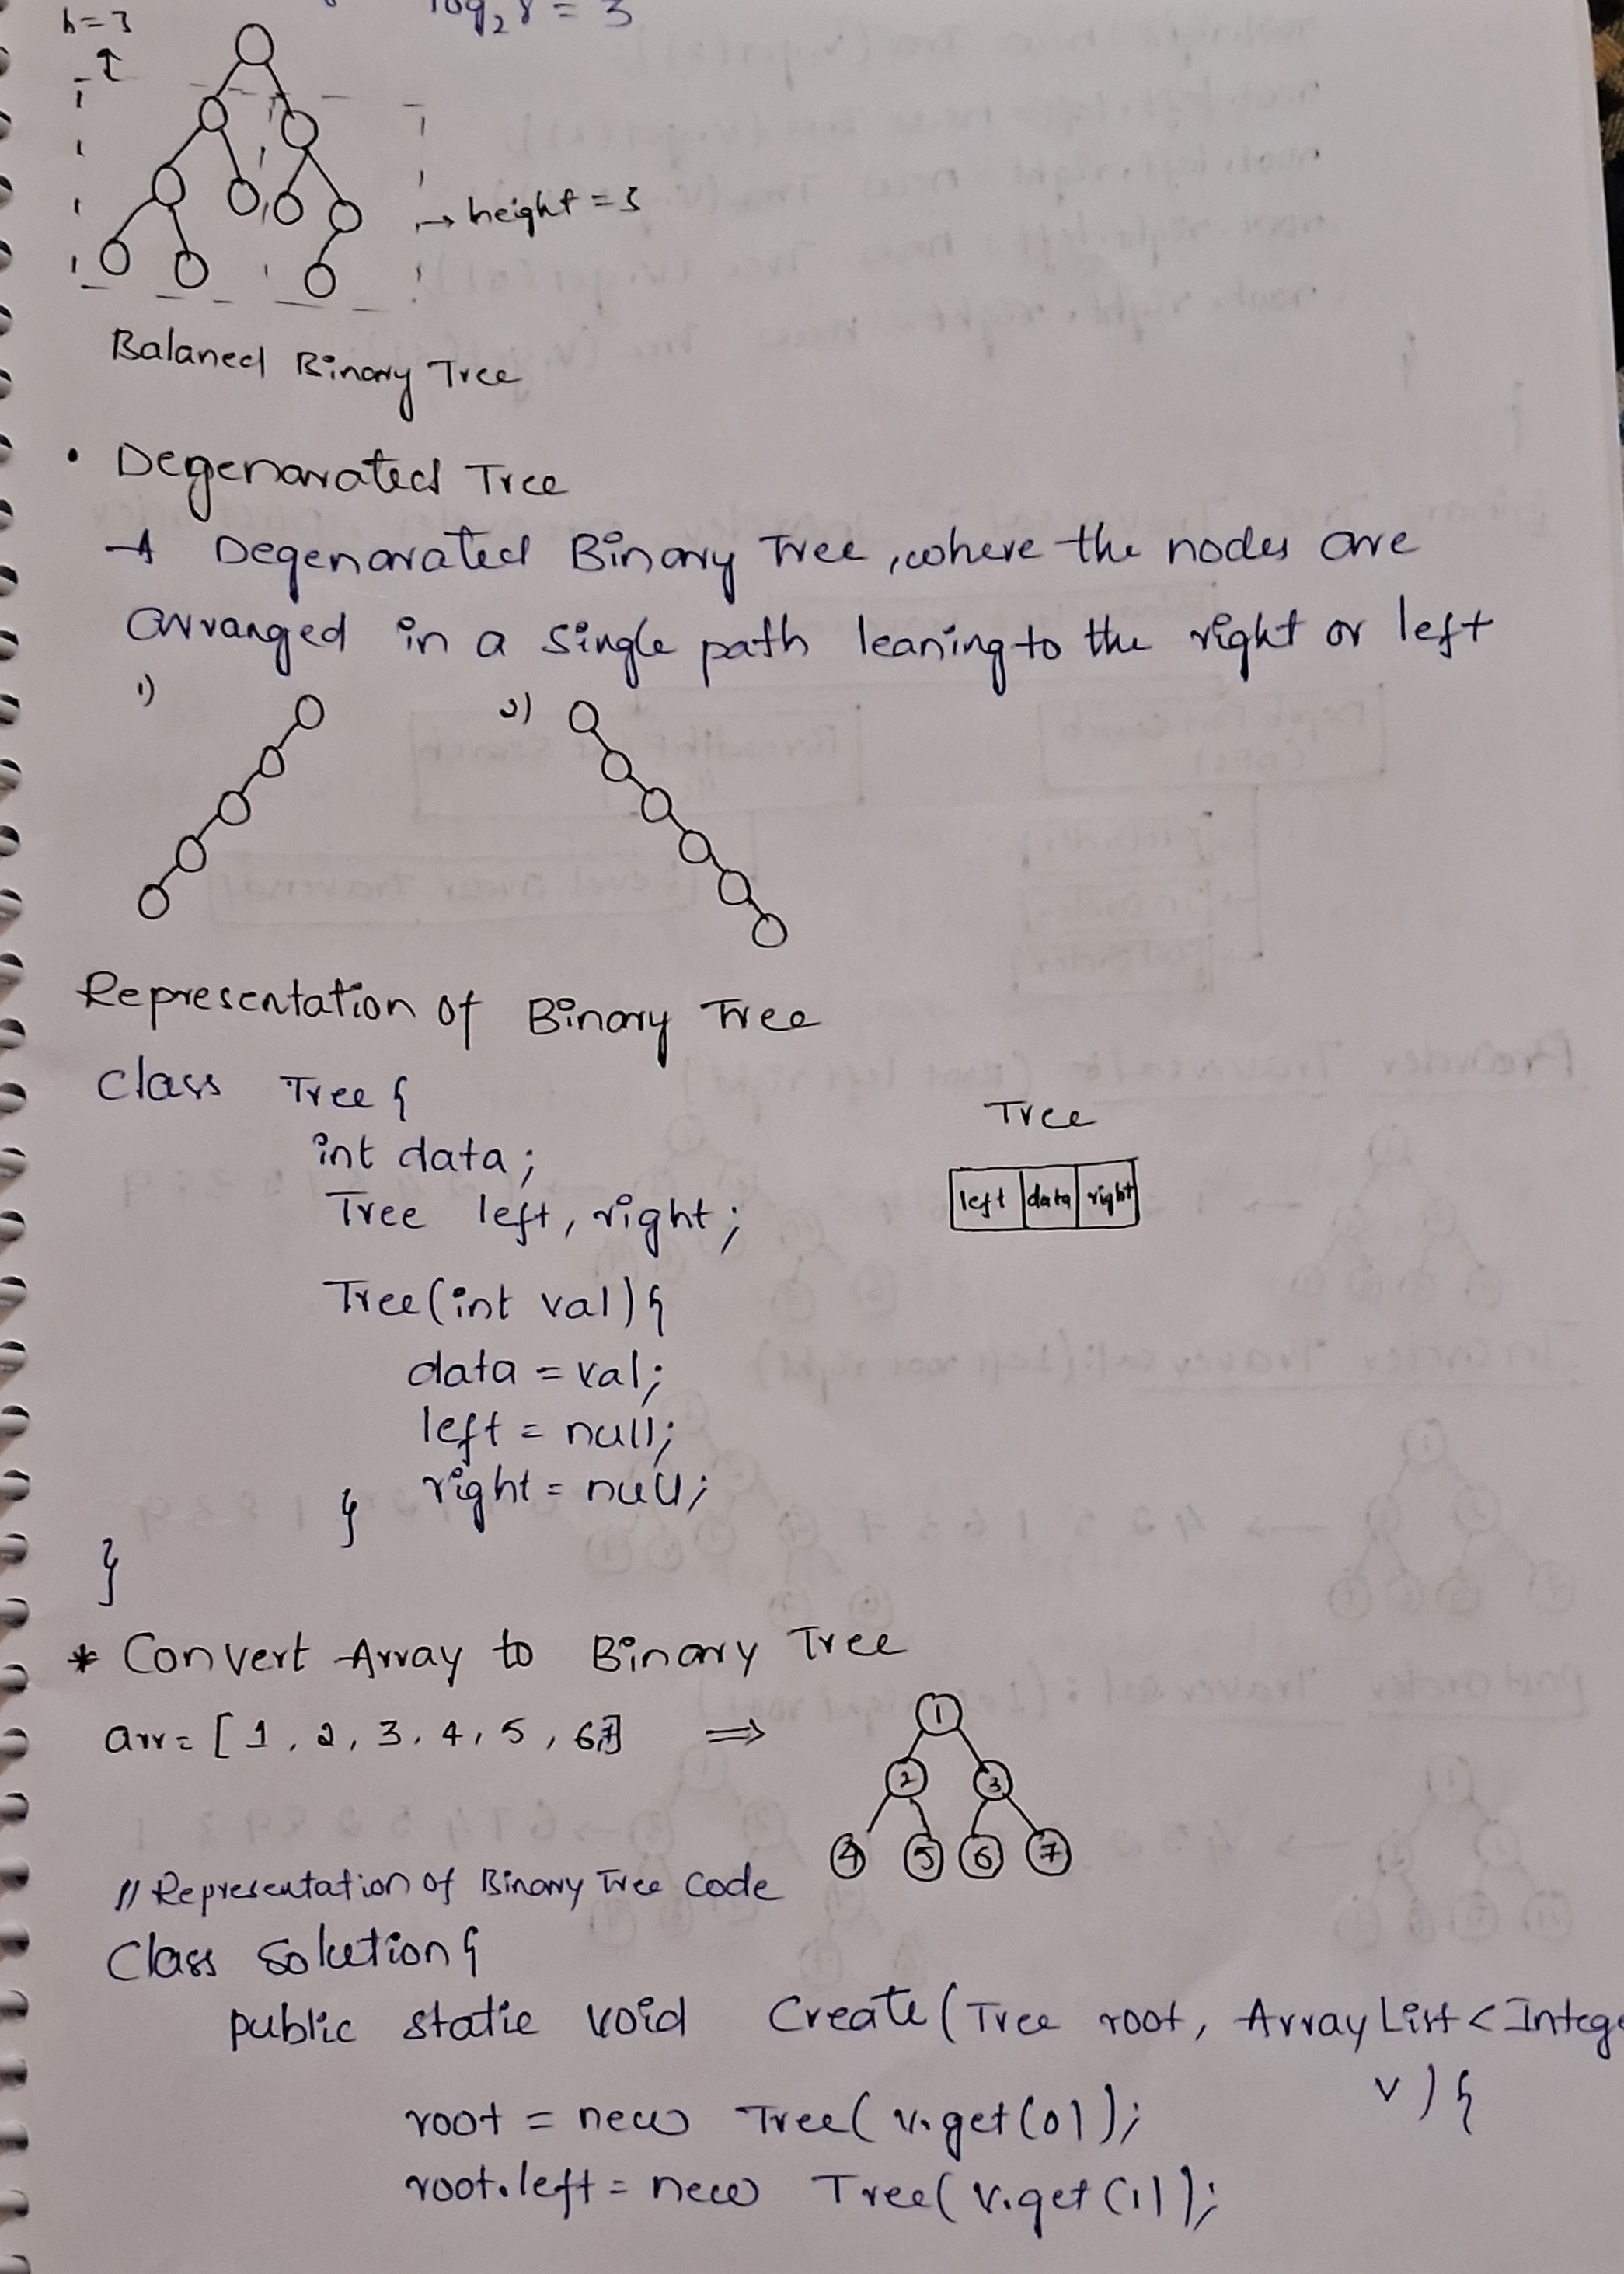 h=3
log₂8 = 3
→ height = 3
Balaned Binary Tree
• Degenarated Tree
A Degenarated Binary Tree, where the nodes are
arranged in a single path leaning to the right or left
1)
2)
Representation of Binary Tree
Class Tree {
int data;
Tree left, right;
Tree
left data right
Tree(int val) {
data = val;
left = null;
right = null;
}
}
* Convert Array to Binary Tree
arr = [ 1, 2, 3, 4, 5, 6,7] ⇒
1
2 3
4 5 6 7
// Representation of Binary Tree Code
Class Solution {
public static void Create(Tree root, ArrayList<Intege
v) {
root = new Tree(v.get(0));
root.left = new Tree(v.get(1));